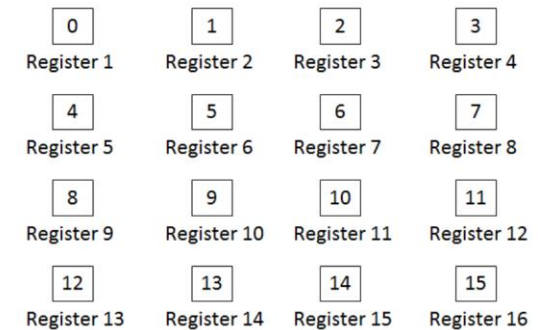 0 1 2 3
Register 1 Register 2 Register 3 Register 4
4 5 6 7
Register 5 Register 6 Register 7 Register 8
8 9 10 11
Register 9 Register 10 Register 11 Register 12
12 13 14 15
Register 13 Register 14 Register 15 Register 16